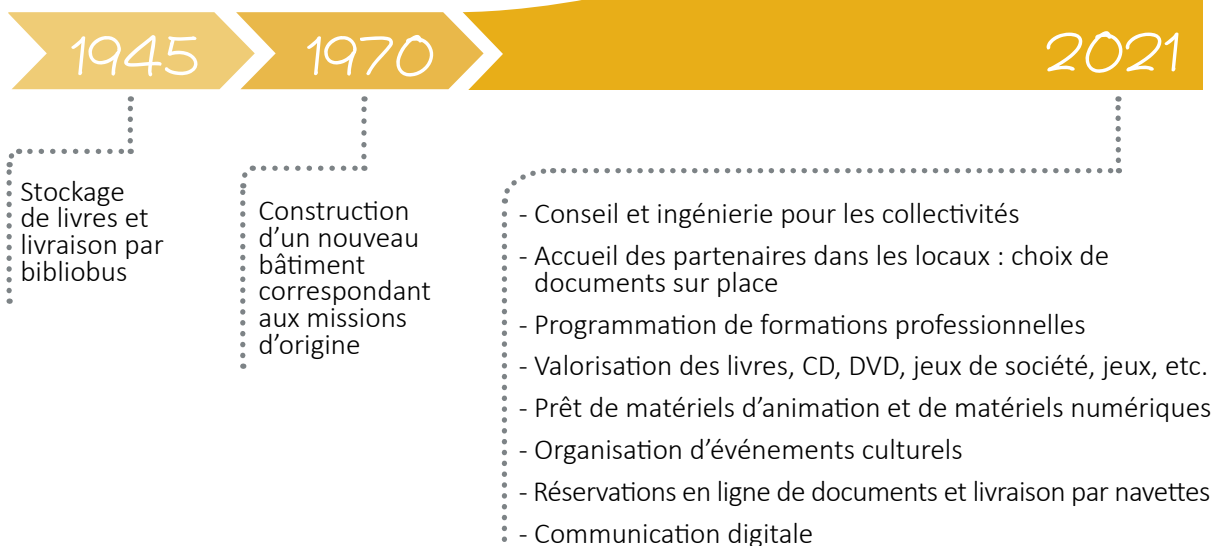 1945
1970
2021
Stockage
de livres et
livraison par
bibliobus
Construction
d’un nouveau
bâtiment
correspondant
aux missions
d’origine
- Conseil et ingénierie pour les collectivités
- Accueil des partenaires dans les locaux : choix de
documents sur place
- Programmation de formations professionnelles
- Valorisation des livres, CD, DVD, jeux de société, jeux, etc.
- Prêt de matériels d’animation et de matériels numériques
- Organisation d’événements culturels
- Réservations en ligne de documents et livraison par navettes
- Communication digitale